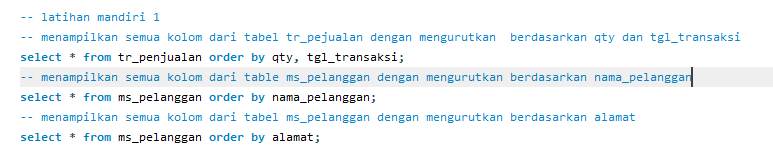 -- latihan mandiri 1
-- menampilkan semua kolom dari tabel tr_pejualan dengan mengurutkan  berdasarkan qty dan tgl_transaksi
select * from tr_penjualan order by qty, tgl_transaksi;
-- menampilkan semua kolom dari table ms_pelanggan dengan mengurutkan berdasarkan nama_pelanggan
select * from ms_pelanggan order by nama_pelanggan;
-- menampilkan semua kolom dari tabel ms_pelanggan dengan mengurutkan berdasarkan alamat
select * from ms_pelanggan order by alamat;